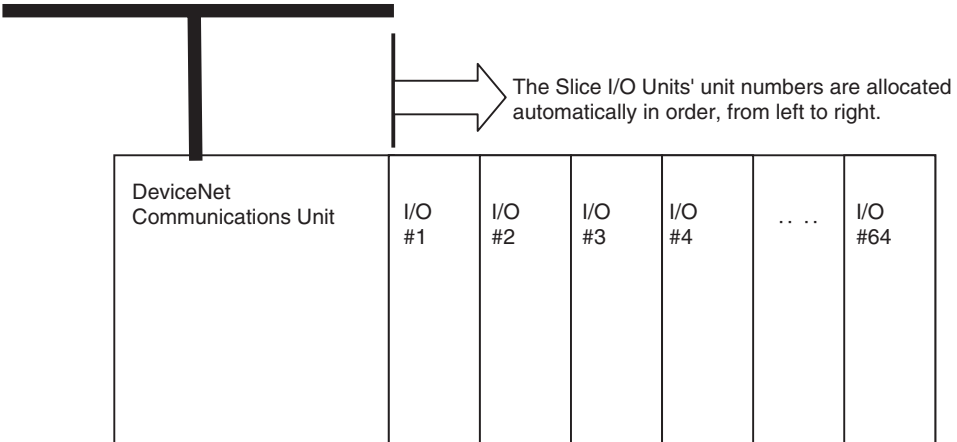 The Slice I/O Units' unit numbers are allocated
automatically in order, from left to right.
DeviceNet
Communications Unit
I/O
#1
I/O
#2
I/O
#3
I/O
#4
.. ..
I/O
#64